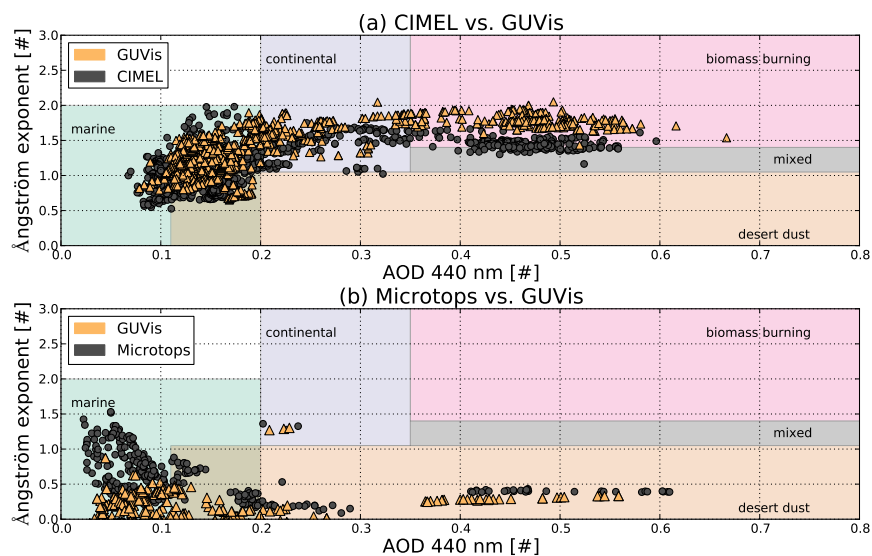 (a) CIMEL vs. GUVis
Ångström exponent [#]
3.0
2.5
2.0
1.5
1.0
0.5
0.0
GUVis
CIMEL
marine
continental
biomass burning
mixed
desert dust
0.0 0.1 0.2 0.3 0.4 0.5 0.6 0.7 0.8
AOD 440 nm [#]
(b) Microtops vs. GUVis
Ångström exponent [#]
3.0
2.5
2.0
1.5
1.0
0.5
0.0
GUVis
Microtops
marine
continental
biomass burning
mixed
desert dust
0.0 0.1 0.2 0.3 0.4 0.5 0.6 0.7 0.8
AOD 440 nm [#]